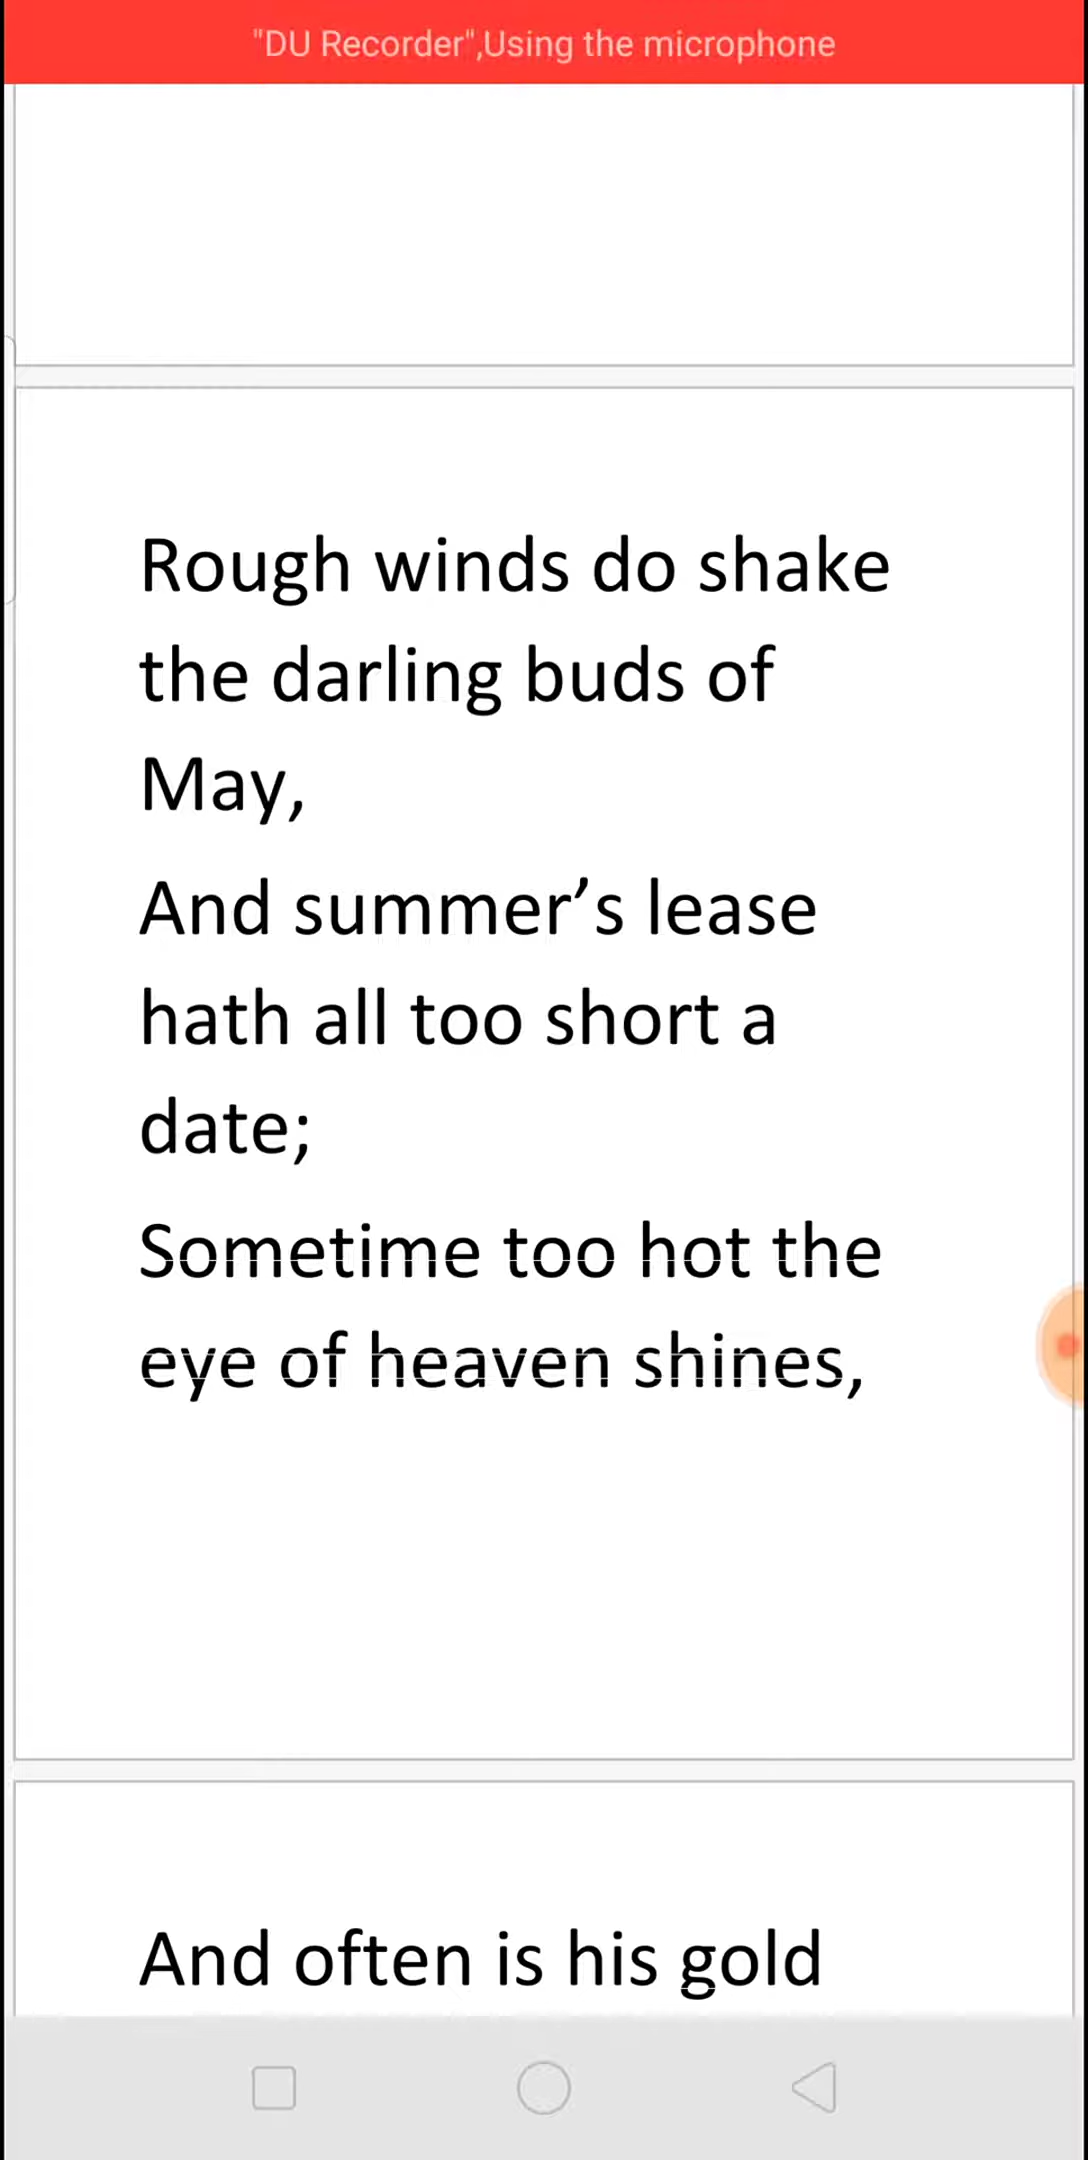 "DU Recorder",Using the microphone
Rough winds do shake
the darling buds of
May,
And summer’s lease
hath all too short a
date;
Sometime too hot the
eye of heaven shines,
And often is his gold